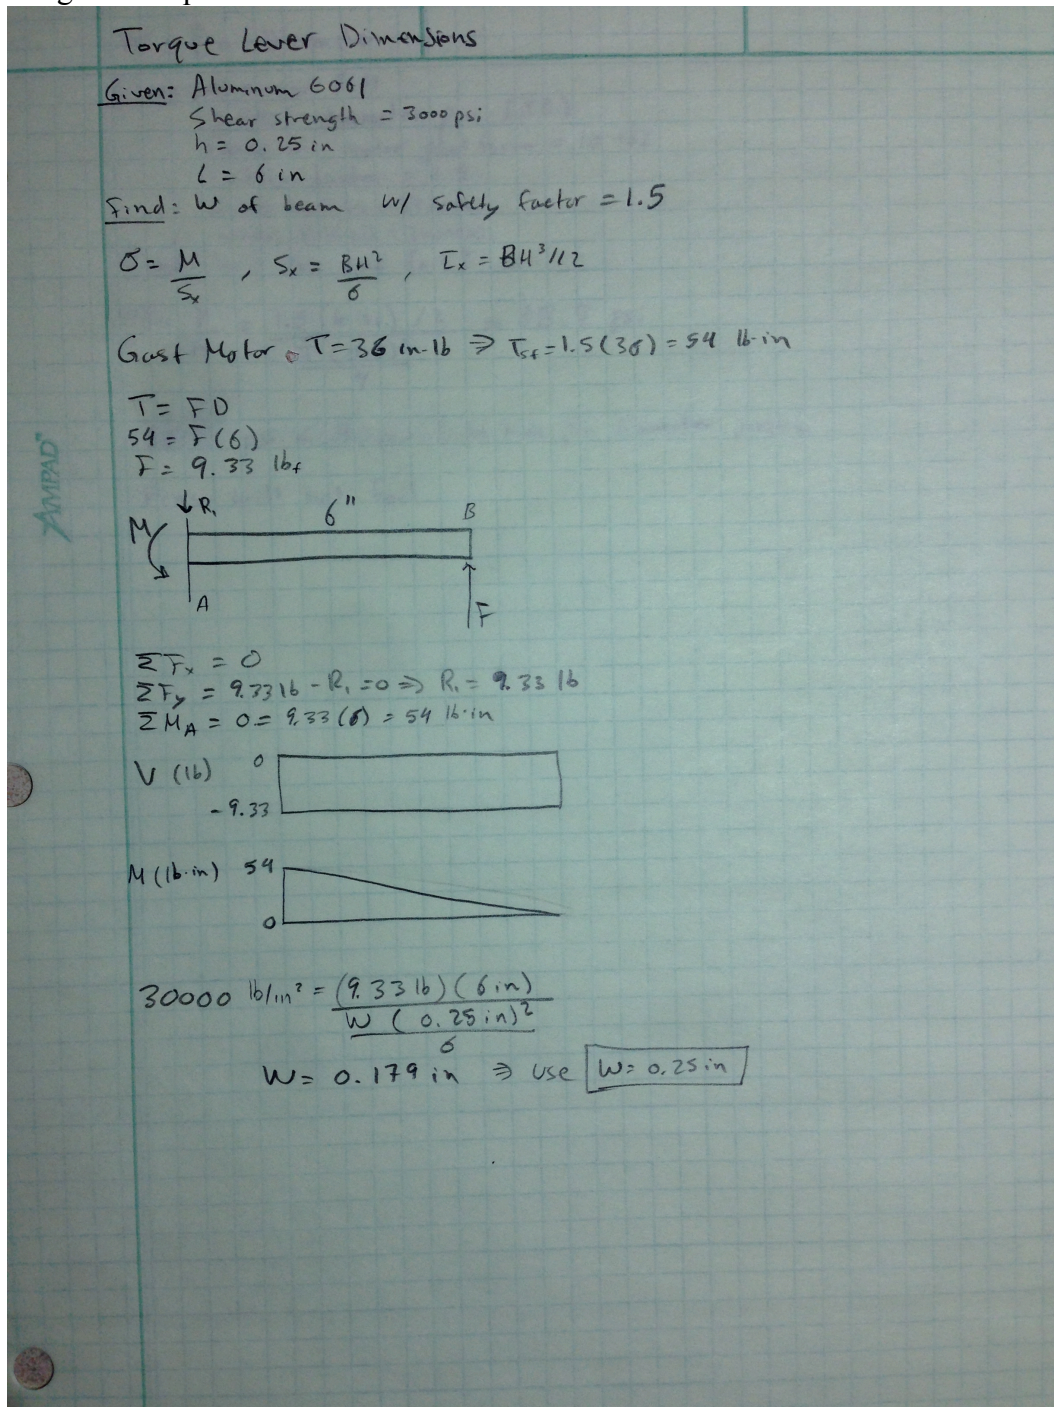 Torque Lever Dimensions
Given: Aluminum 6061
Shear strength = 3000 psi
h = 0.25 in
L = 6 in
Find: W of beam w/ safety factor = 1.5
σ = M/Sx , Sx = BH²/6 , Ix = BH³/12
Gast Motor T=36 in-lb ⇒ Tsf=1.5(36) = 54 lb-in
T = FD
54 = F(6)
F = 9.33 lbf
AMPAD™
↓ R₁ 6" B
M
A
F
ΣFx = 0
ΣFy = 9.33 lb - R₁ = 0 ⇒ R₁ = 9.33 lb
ΣMA = 0 = 9.33 (6) = 54 lb·in
V (lb) 0
-9.33
M (lb·in) 54
0
30000 lb/in² = (9.33 lb)(6 in)
W (0.25 in)²
6
W = 0.179 in ⇒ use W = 0.25 in